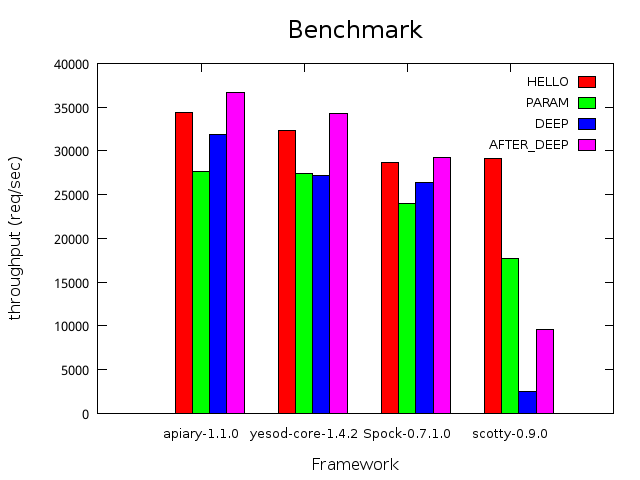 Benchmark
40000
35000
30000
25000
20000
15000
10000
5000
0
throughput (req/sec)
HELLO
PARAM
DEEP
AFTER_DEEP
apiary-1.1.0 yesod-core-1.4.2 Spock-0.7.1.0 scotty-0.9.0
Framework